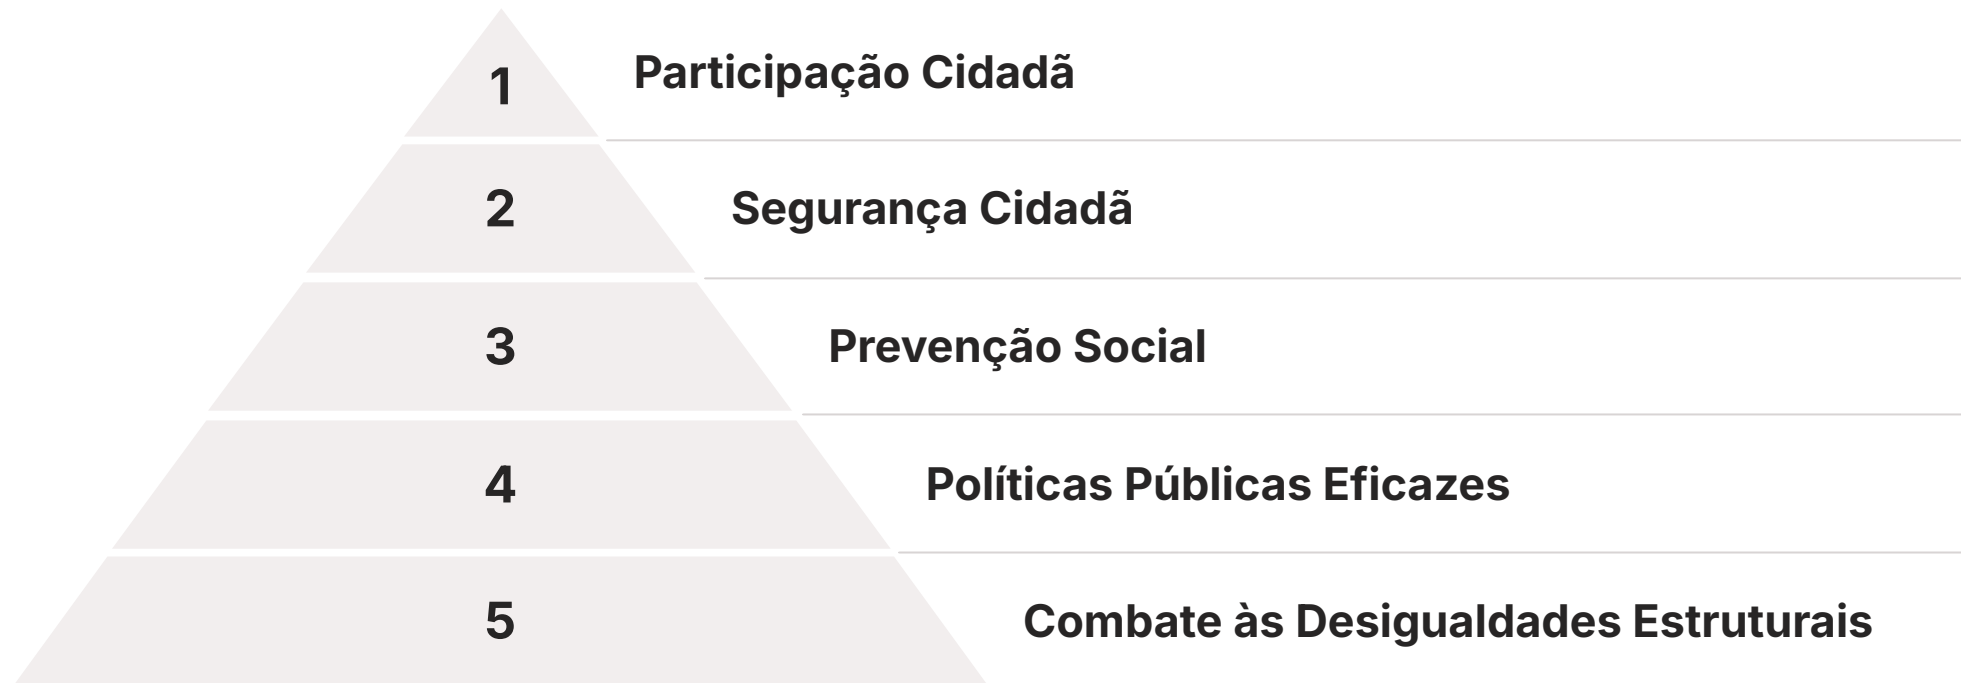 1 Participação Cidadã
2 Segurança Cidadã
3 Prevenção Social
4 Políticas Públicas Eficazes
5 Combate às Desigualdades Estruturais